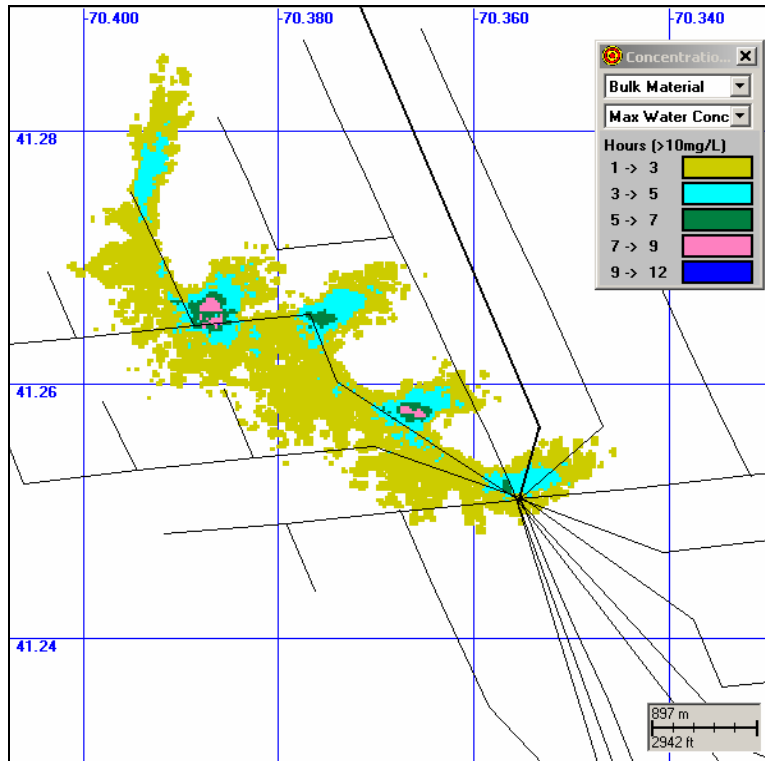 -70.400 -70.380 -70.360 -70.340
Concentratio...
Bulk Material
Max Water Conc
Hours (>10mg/L)
1 -> 3
3 -> 5
5 -> 7
7 -> 9
9 -> 12
41.28
41.26
41.24
897 m
2942 ft